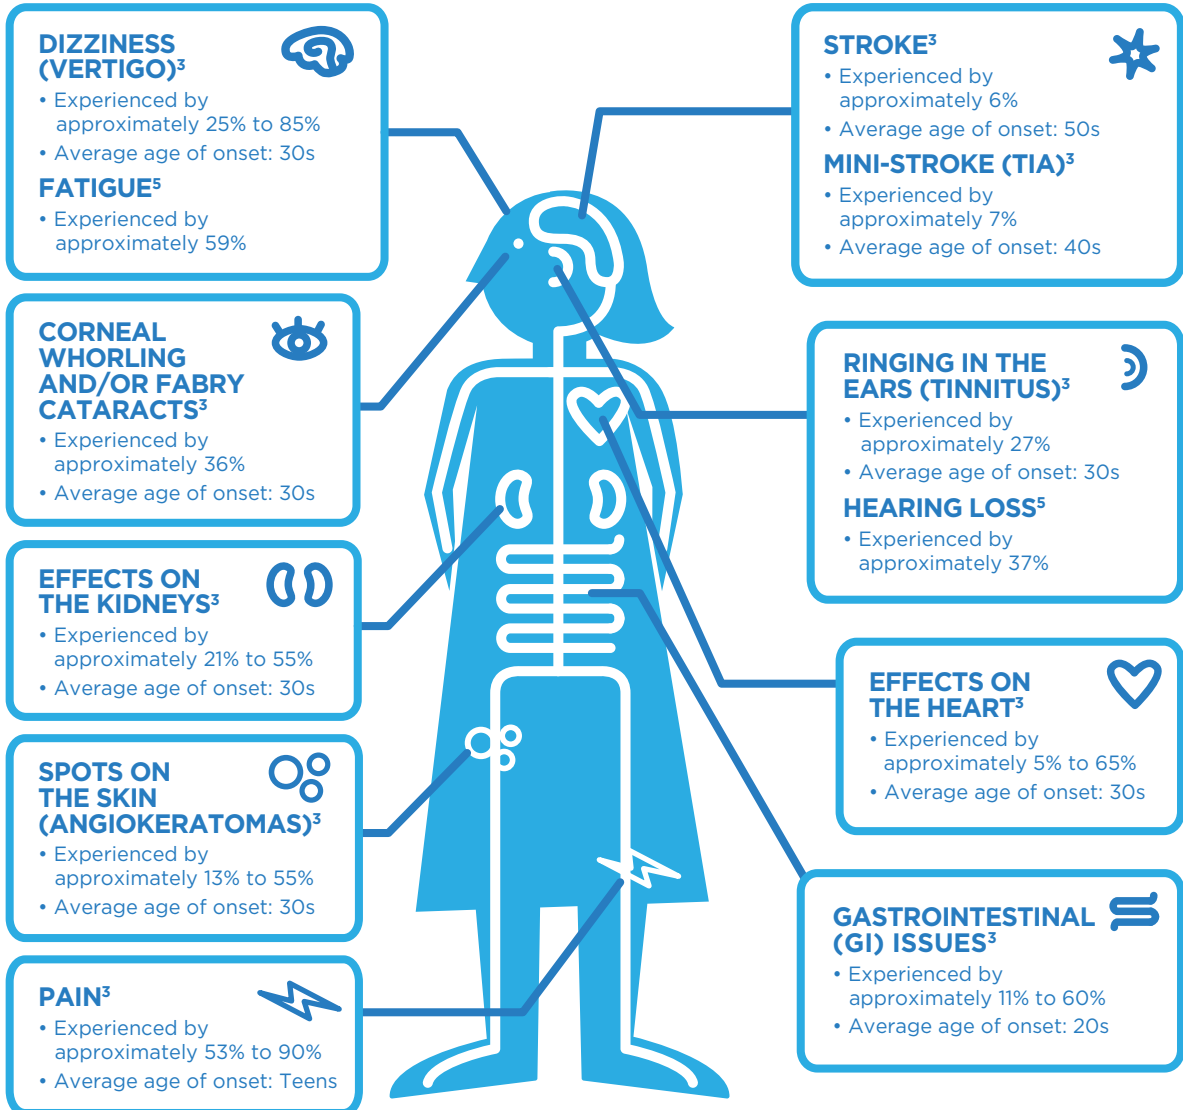 DIZZINESS
(VERTIGO)³
• Experienced by
approximately 25% to 85%
• Average age of onset: 30s
FATIGUE⁵
• Experienced by
approximately 59%
CORNEAL
WHORLING
AND/OR FABRY
CATARACTS³
• Experienced by
approximately 36%
• Average age of onset: 30s
EFFECTS ON
THE KIDNEYS³
• Experienced by
approximately 21% to 55%
• Average age of onset: 30s
SPOTS ON
THE SKIN
(ANGIOKERATOMAS)³
• Experienced by
approximately 13% to 55%
• Average age of onset: 30s
PAIN³
• Experienced by
approximately 53% to 90%
• Average age of onset: Teens
STROKE³
• Experienced by
approximately 6%
• Average age of onset: 50s
MINI-STROKE (TIA)³
• Experienced by
approximately 7%
• Average age of onset: 40s
RINGING IN THE
EARS (TINNITUS)³
• Experienced by
approximately 27%
• Average age of onset: 30s
HEARING LOSS⁵
• Experienced by
approximately 37%
EFFECTS ON
THE HEART³
• Experienced by
approximately 5% to 65%
• Average age of onset: 30s
GASTROINTESTINAL
(GI) ISSUES³
• Experienced by
approximately 11% to 60%
• Average age of onset: 20s